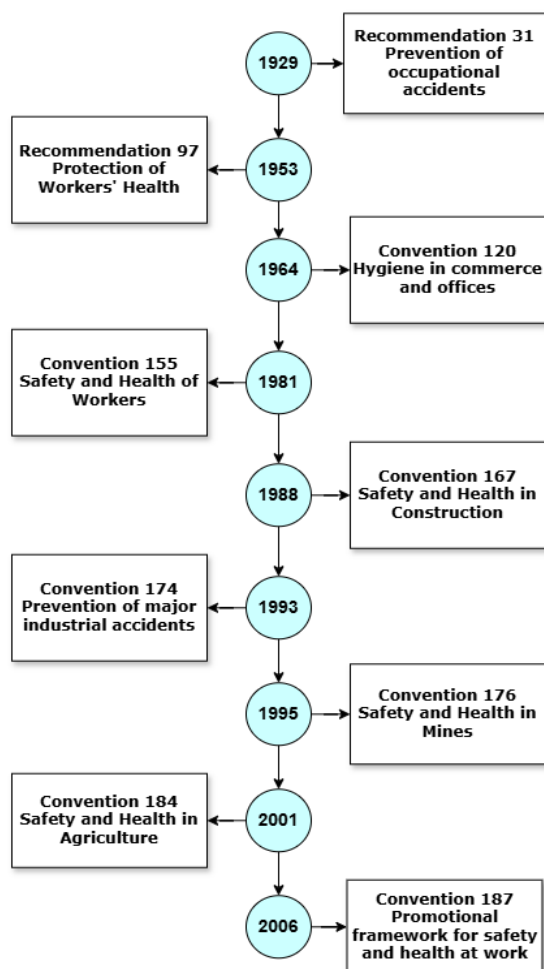 1929
Recommendation 31
Prevention of
occupational
accidents
1953
Recommendation 97
Protection of
Workers' Health
1964
Convention 120
Hygiene in commerce
and offices
1981
Convention 155
Safety and Health of
Workers
1988
Convention 167
Safety and Health in
Construction
1993
Convention 174
Prevention of major
industrial accidents
1995
Convention 176
Safety and Health in
Mines
2001
Convention 184
Safety and Health in
Agriculture
2006
Convention 187
Promotional
framework for safety
and health at work